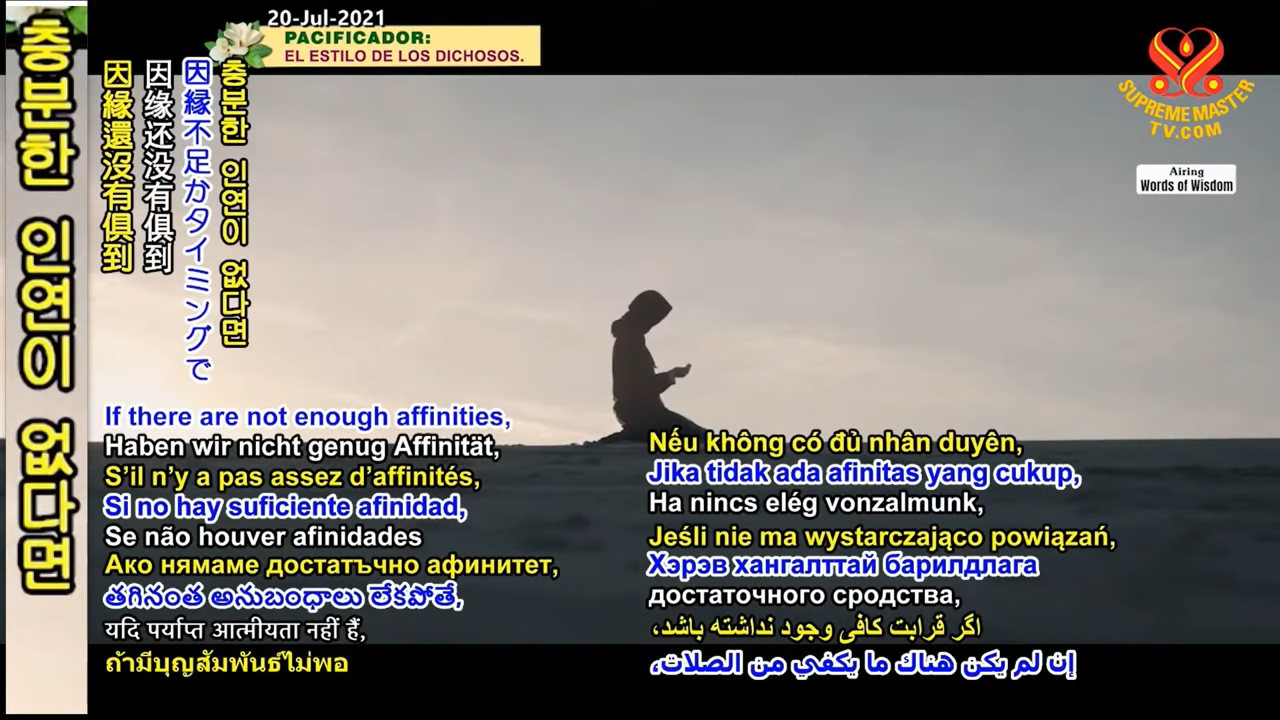 20-Jul-2021
PACIFICADOR:
EL ESTILO DE LOS DICHOSOS.
SUPREME MASTER
TV.COM
Airing
Words of Wisdom
충분한 인연이 없다면
因緣還沒有俱到
因缘还没有俱到
因縁不足かタイミングで
충분한 인연이 없다면
If there are not enough affinities,
Haben wir nicht genug Affinität,
S’il n’y a pas assez d’affinités,
Si no hay suficiente afinidad,
Se não houver afinidades
Ако нямаме достатъчно афинитет,
తగినంత అనుబంధాలు లేకపోతే,
यदि पर्याप्त आत्मीयता नहीं हैं,
ถ้ามีบุญสัมพันธ์ไม่พอ
Nếu không có đủ nhân duyên,
Jika tidak ada afinitas yang cukup,
Ha nincs elég vonzalmunk,
Jeśli nie ma wystarczająco powiązań,
Хэрэв хангалттай барилдлага
достаточного сродства,
اگر قرابت کافی وجود نداشته باشد،
إن لم يكن هناك ما يكفي من الصلات،